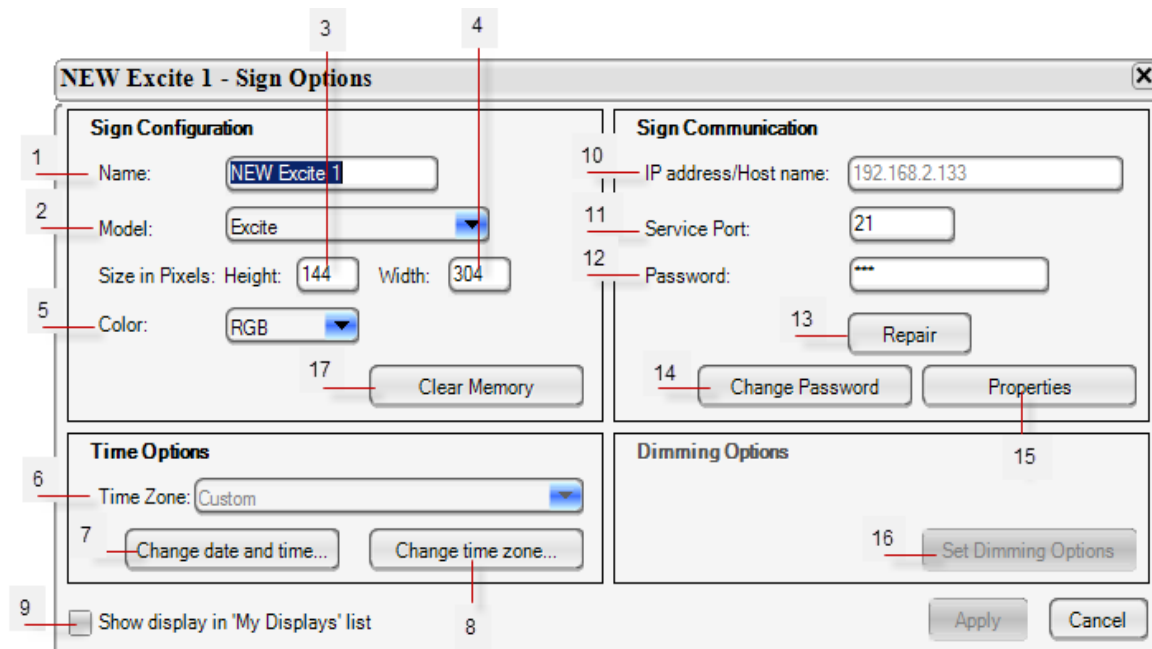 3 4
NEW Excite 1 - Sign Options
Sign Configuration
1 Name: NEW Excite 1
2 Model: Excite
Size in Pixels: Height: 144 Width: 304
5 Color: RGB
17 Clear Memory
Sign Communication
10 IP address/Host name: 192.168.2.133
11 Service Port: 21
12 Password: ***
13 Repair
14 Change Password Properties
15
Time Options
6 Time Zone: Custom
7 Change date and time... Change time zone...
8
Dimming Options
16 Set Dimming Options
9 Show display in 'My Displays' list
Apply Cancel